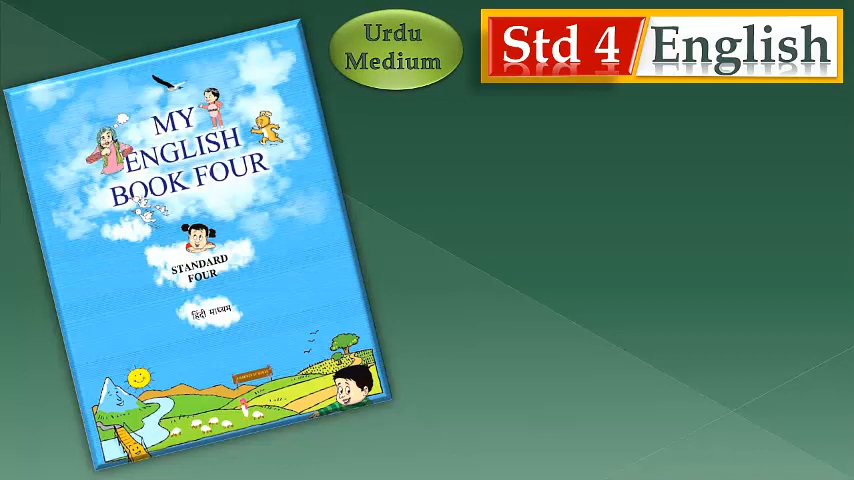 Urdu
Medium
Std 4 English
MY
ENGLISH
BOOK FOUR
STANDARD
FOUR
हिंदी माध्यम